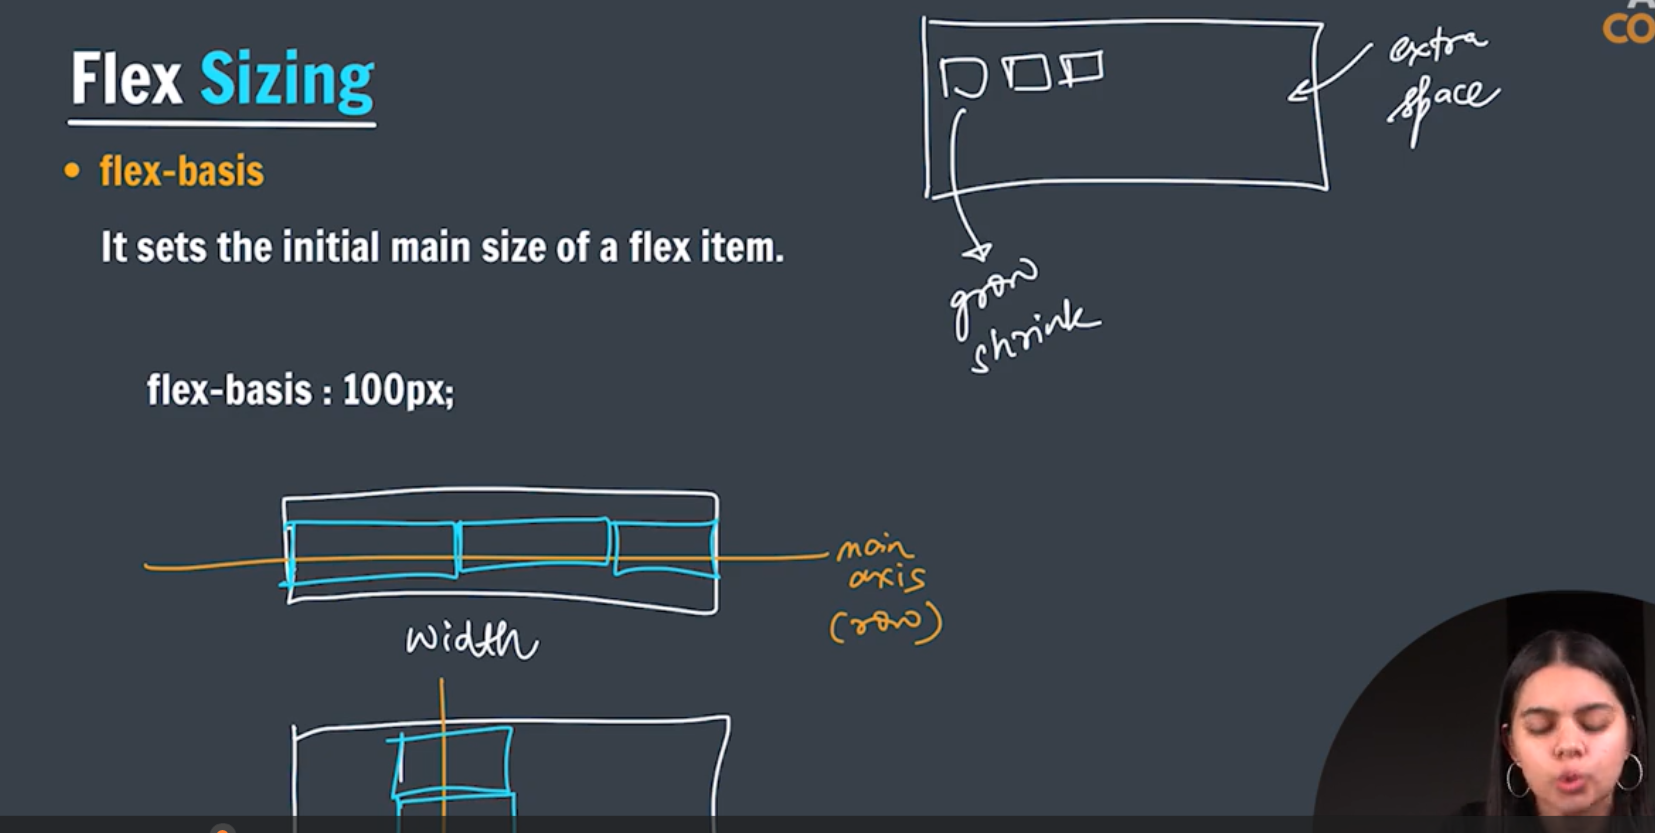 Flex Sizing
• flex-basis
It sets the initial main size of a flex item.
flex-basis : 100px;
extra
space
grow
shrink
main
axis
(row)
width
CO